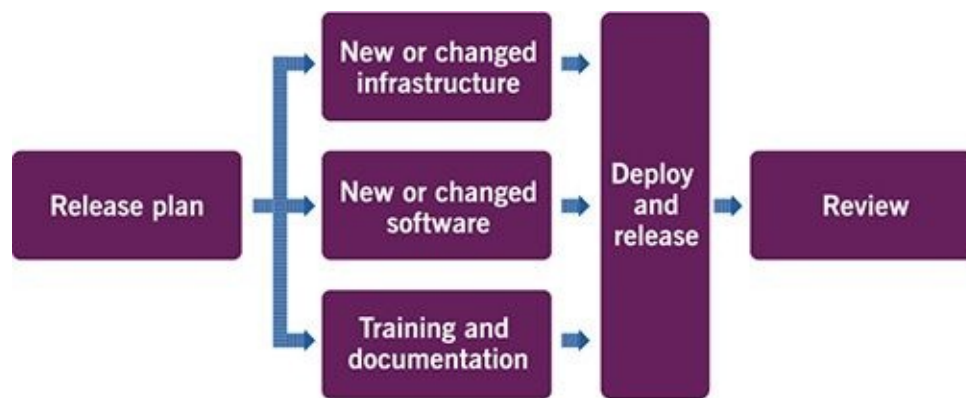 New or changed
infrastructure
Release plan
New or changed
software
Training and
documentation
Deploy
and
release
Review